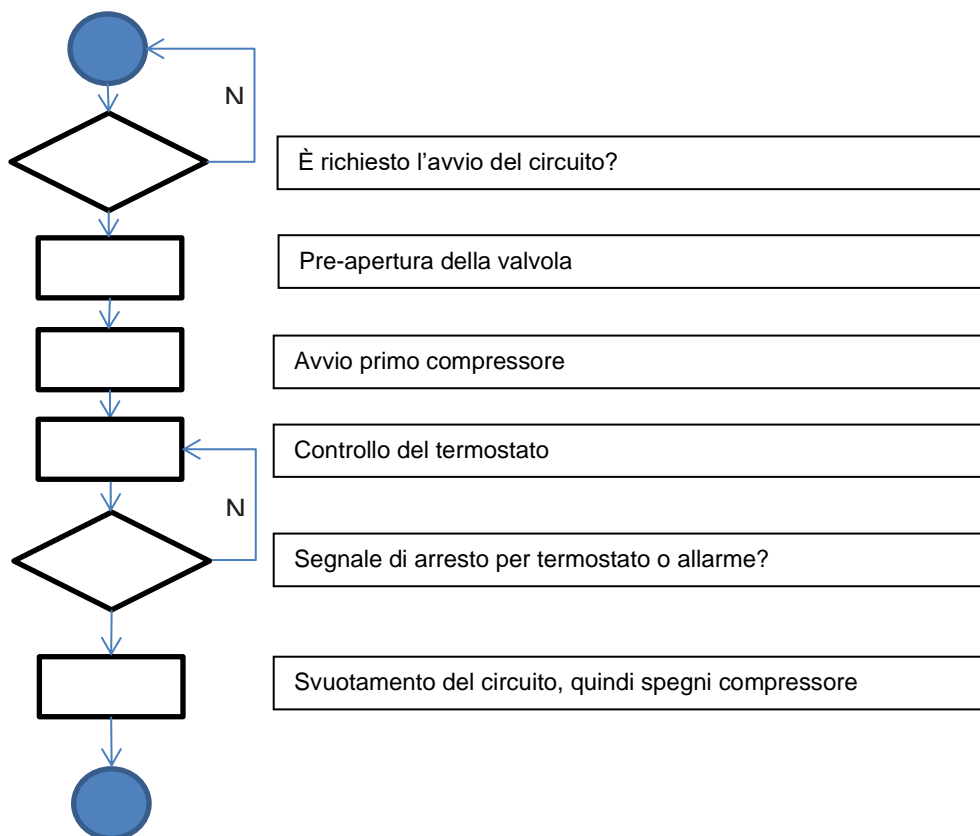 N
È richiesto l'avvio del circuito?
Pre-apertura della valvola
Avvio primo compressore
Controllo del termostato
N
Segnale di arresto per termostato o allarme?
Svuotamento del circuito, quindi spegni compressore